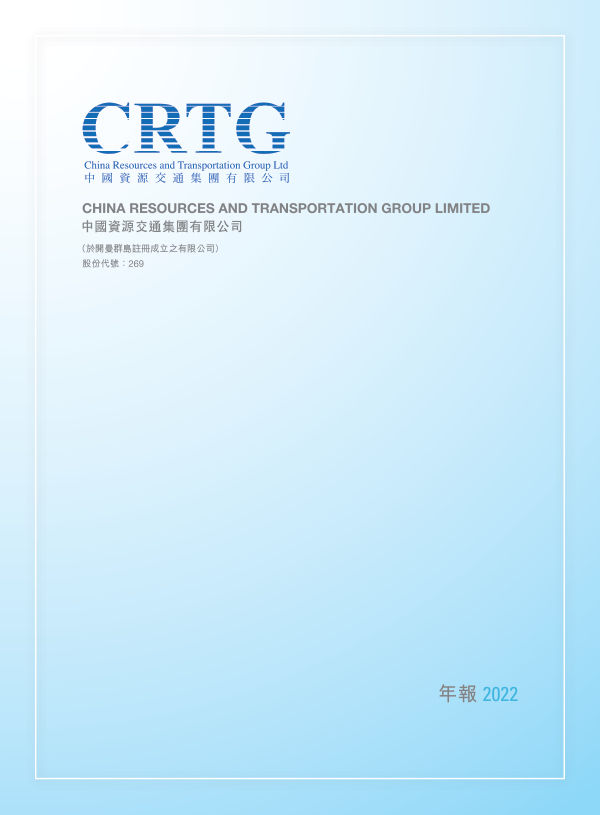 CRTG
China Resources and Transportation Group Ltd
中國資源交通集團有限公司
CHINA RESOURCES AND TRANSPORTATION GROUP LIMITED
中國資源交通集團有限公司
(於開曼群島註冊成立之有限公司)
股份代號：269
年報 2022